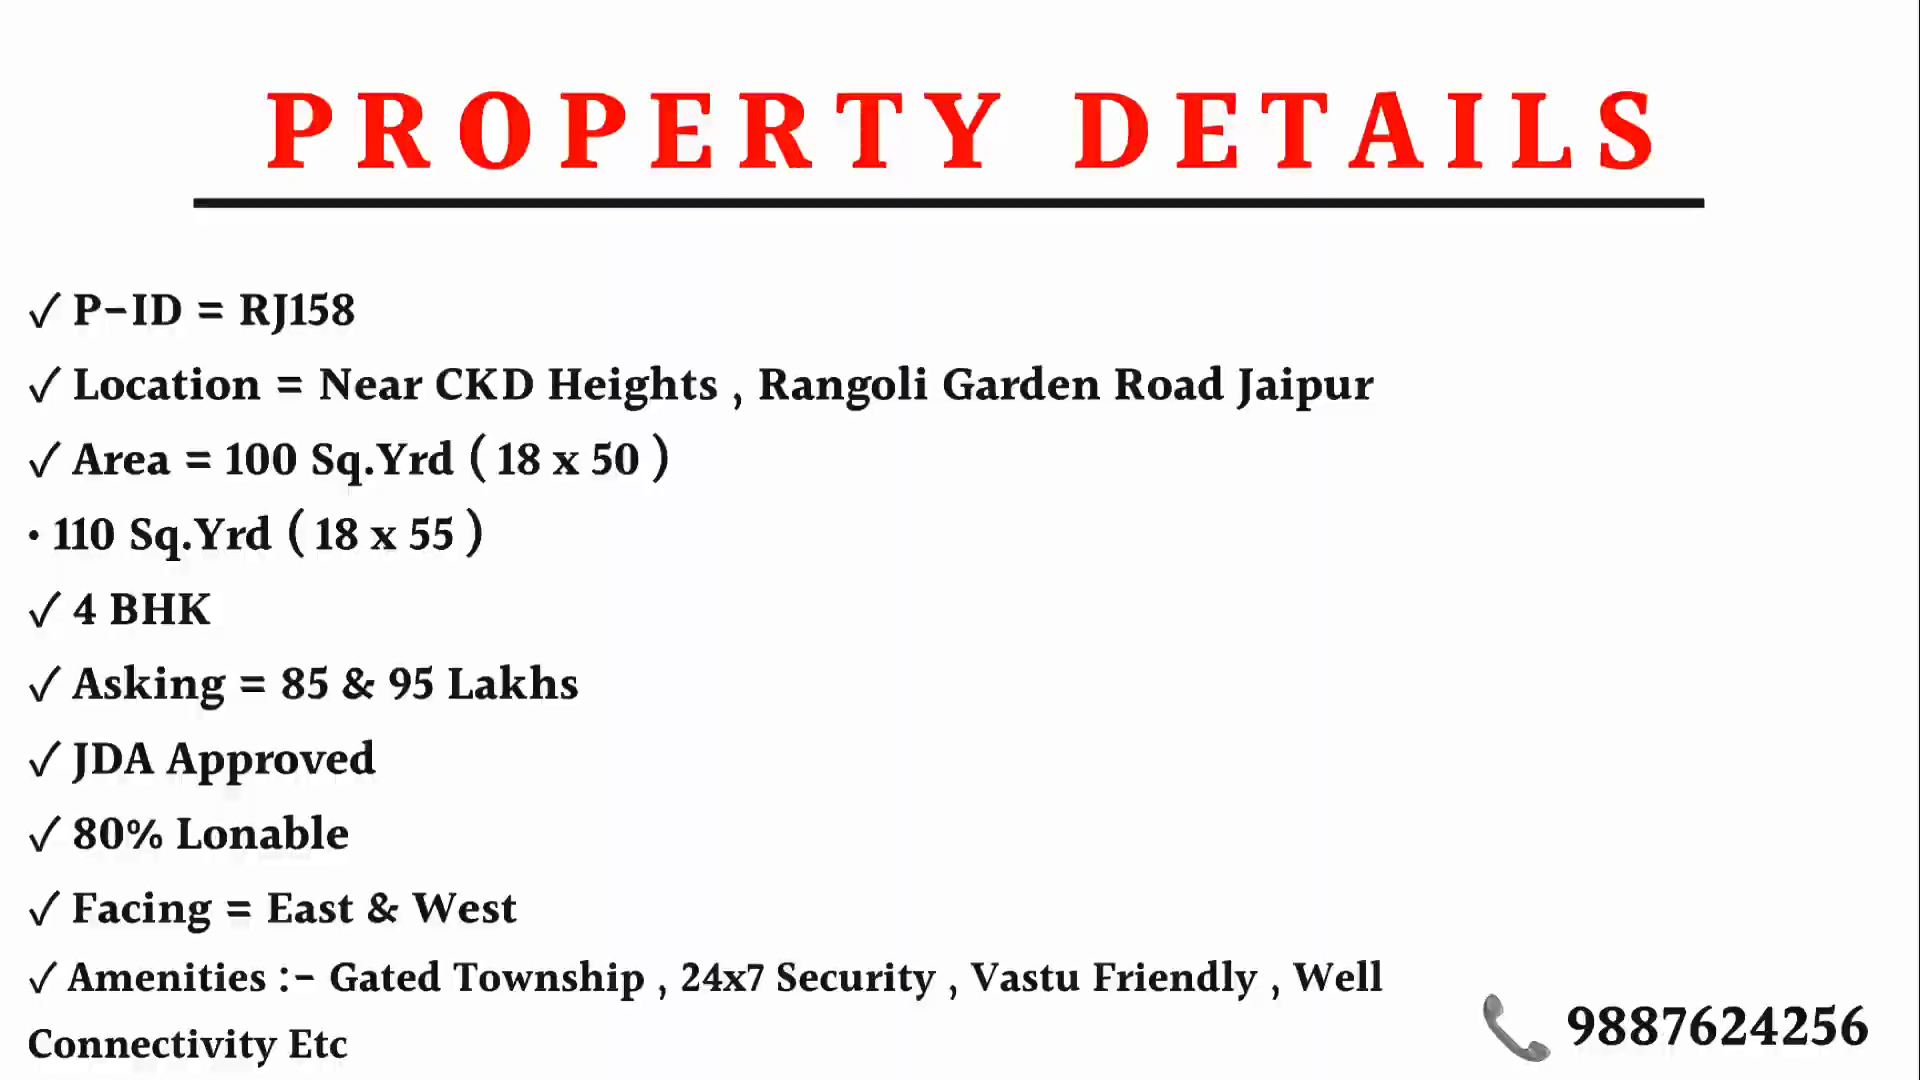 PROPERTY DETAILS
✓ P-ID = RJ158
✓ Location = Near CKD Heights , Rangoli Garden Road Jaipur
✓ Area = 100 Sq.Yrd ( 18 x 50 )
• 110 Sq.Yrd ( 18 x 55 )
✓ 4 BHK
✓ Asking = 85 & 95 Lakhs
✓ JDA Approved
✓ 80% Lonable
✓ Facing = East & West
✓ Amenities :- Gated Township , 24x7 Security , Vastu Friendly , Well
Connectivity Etc
9887624256